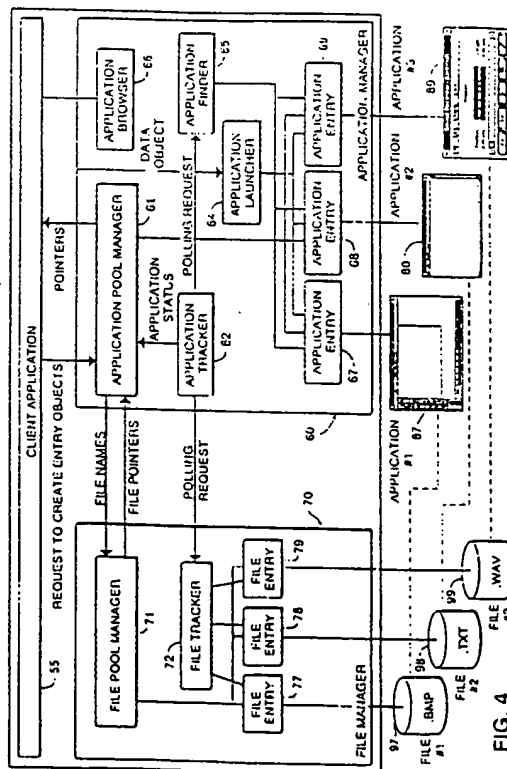 CLIENT APPLICATION
55
REQUEST TO CREATE ENTRY OBJECTS
POINTERS
FILE NAMES
FILE POINTERS
FILE POOL MANAGER
71
APPLICATION POOL MANAGER
61
APPLICATION BROWSER
66
DATA OBJECT
APPLICATION STATUS
POLLING REQUEST
POLLING REQUEST
72
FILE TRACKER
APPLICATION TRACKER
62
APPLICATION FINDER
65
64
APPLICATION LAUNCHER
FILE ENTRY
77
FILE ENTRY
78
FILE ENTRY
79
70
60
67
APPLICATION ENTRY
68
APPLICATION ENTRY
69
APPLICATION ENTRY
FILE MANAGER
APPLICATION MANAGER
APPLICATION #1
87
APPLICATION #2
APPLICATION
89
97
.BMP
FILE #1
98
.TXT
FILE #2
99
.WAV
FILE
FIG. 4